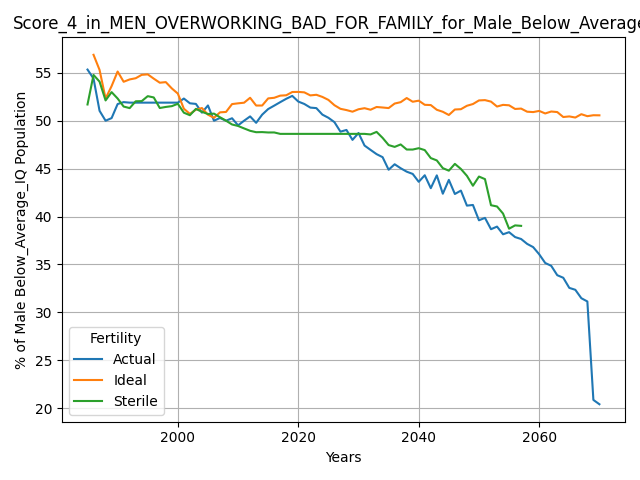 Score_4_in_MEN_OVERWORKING_BAD_FOR_FAMILY_for_Male_Below_Average
% of Male Below_Average_IQ Population
55
50
45
40
35
30
25
20
Fertility
Actual
Ideal
Sterile
2000 2020 2040 2060
Years